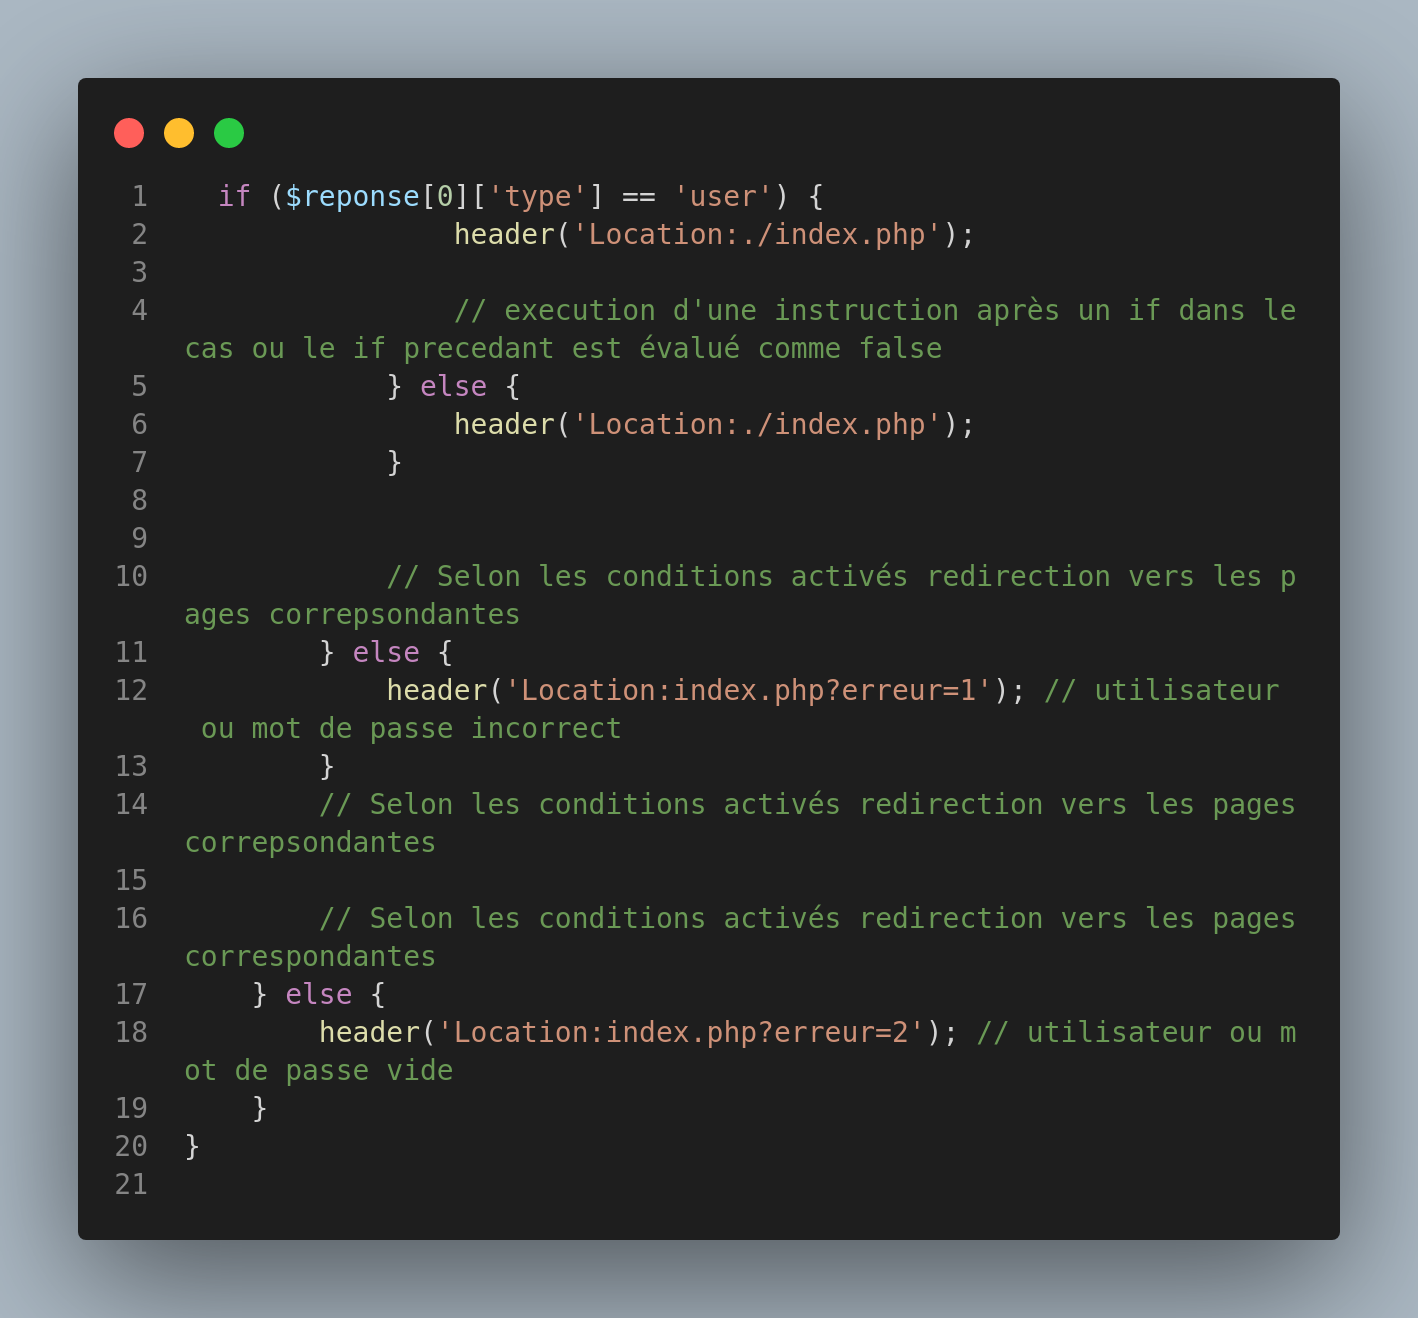 1 if ($reponse[0]['type'] == 'user') {
2 header('Location:./index.php');
3
4 // execution d'une instruction après un if dans le
cas ou le if precedant est évalué comme false
5 } else {
6 header('Location:./index.php');
7 }
8
9
10 // Selon les conditions activés redirection vers les p
ages correpsondantes
11 } else {
12 header('Location:index.php?erreur=1'); // utilisateur
ou mot de passe incorrect
13 }
14 // Selon les conditions activés redirection vers les pages
correpsondantes
15
16 // Selon les conditions activés redirection vers les pages
correspondantes
17 } else {
18 header('Location:index.php?erreur=2'); // utilisateur ou m
ot de passe vide
19 }
20 }
21